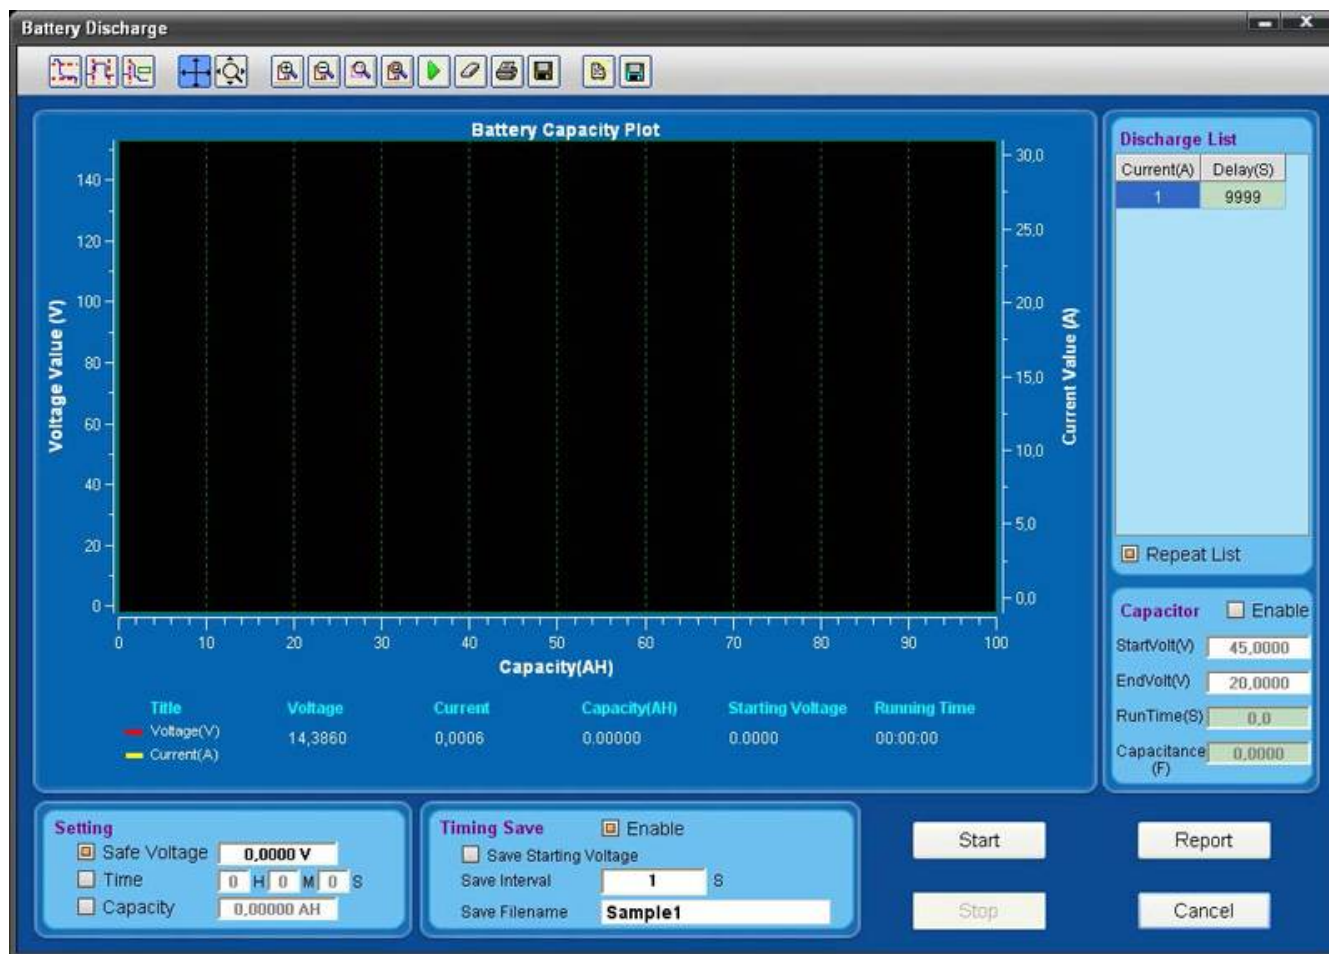 Battery Discharge
Battery Capacity Plot
Voltage Value (V)
140
120
100
80
60
40
20
0
30,0
25,0
20,0
15,0
10,0
5,0
0,0
Current Value (A)
0 10 20 30 40 50 60 70 80 90 100
Capacity(AH)
Title Voltage Current Capacity(AH) Starting Voltage Running Time
Voltage(V)
14,3860 0,0006 0.00000 0.0000 00:00:00
Current(A)
Discharge List
Current(A) Delay(S)
1 9999
Repeat List
Capacitor Enable
StartVolt(V) 45,0000
EndVolt(V) 20,0000
RunTime(S) 0,0
Capacitance 0,0000
(F)
Setting
Safe Voltage 0,0000 V
Time 0 H 0 M 0 S
Capacity 0,00000 AH
Timing Save Enable
Save Starting Voltage
Save Interval 1 S
Save Filename Sample1
Start Report
Stop Cancel